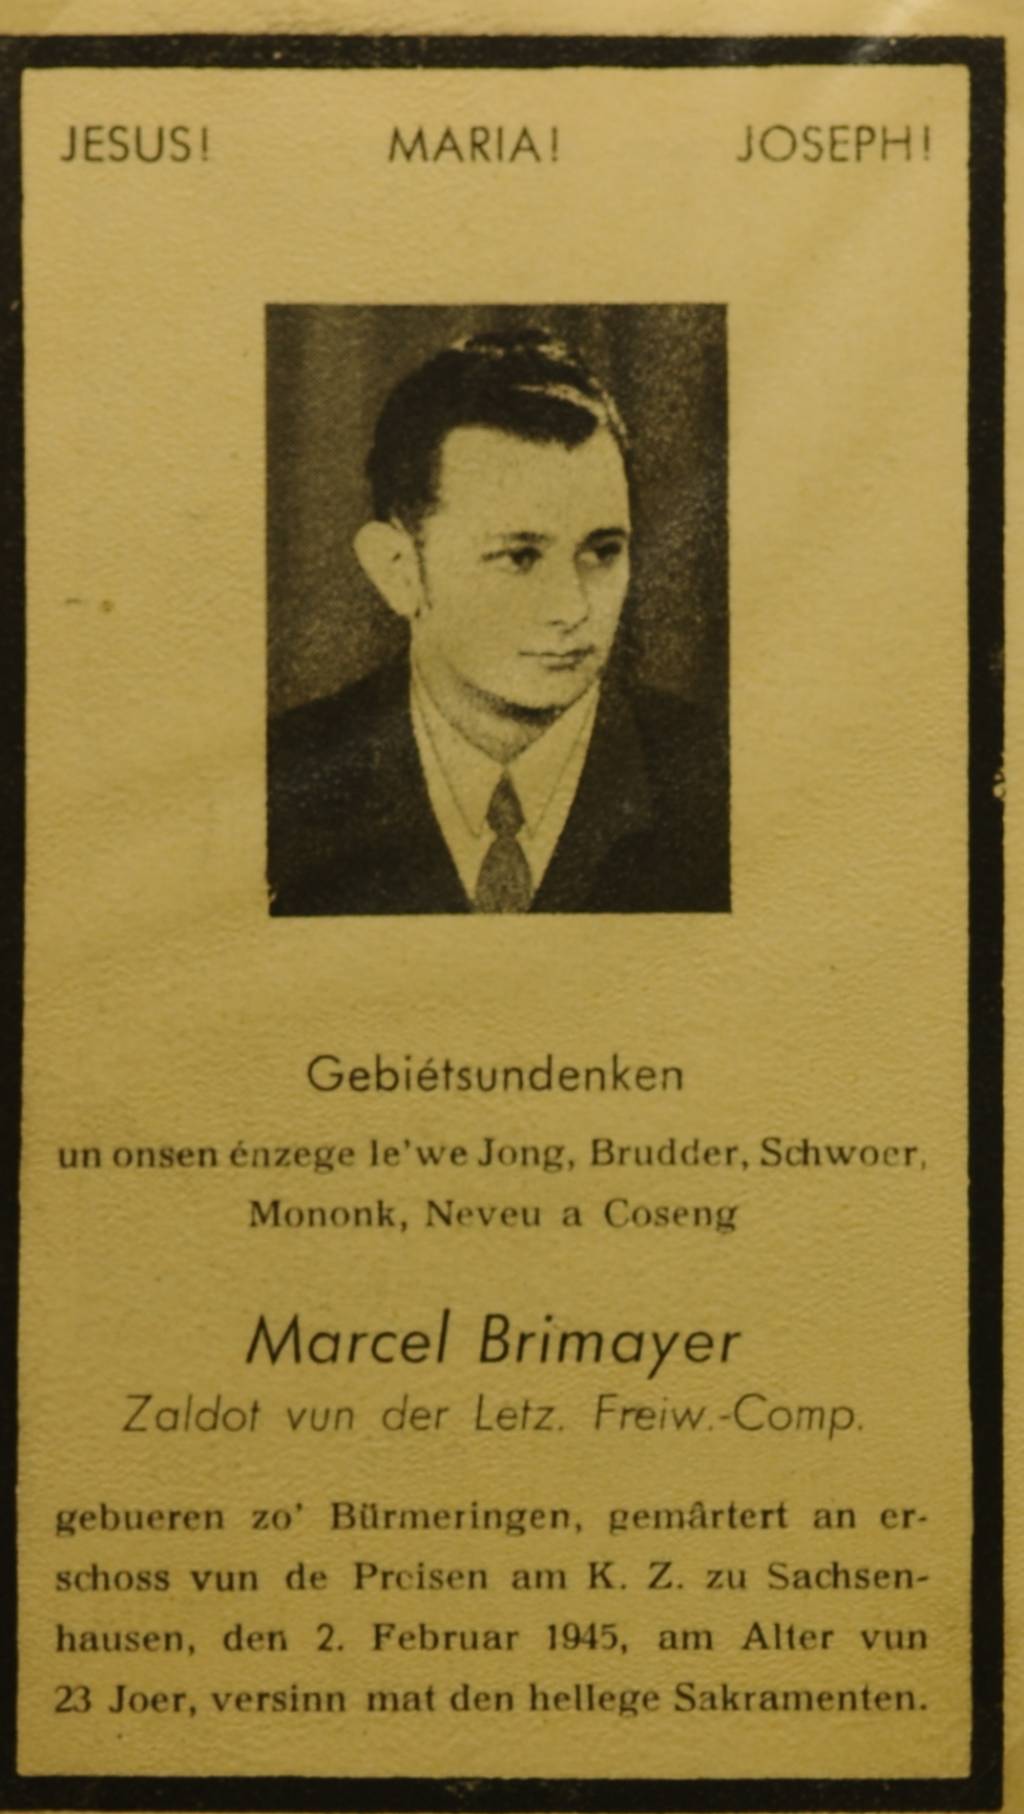 JESUS! MARIA! JOSEPH!
Gebiétsundenken
un onsen énzege le'we Jong, Brudder, Schwoer,
Mononk, Neveu a Coseng
Marcel Brimayer
Zaldot vun der Letz. Freiw.-Comp.
gebueren zo' Bürmeringen, gemârtert an er-
schoss vun de Preisen am K. Z. zu Sachsen-
hausen, den 2. Februar 1945, am Alter vun
23 Joer, versinn mat den hellege Sakramenten.